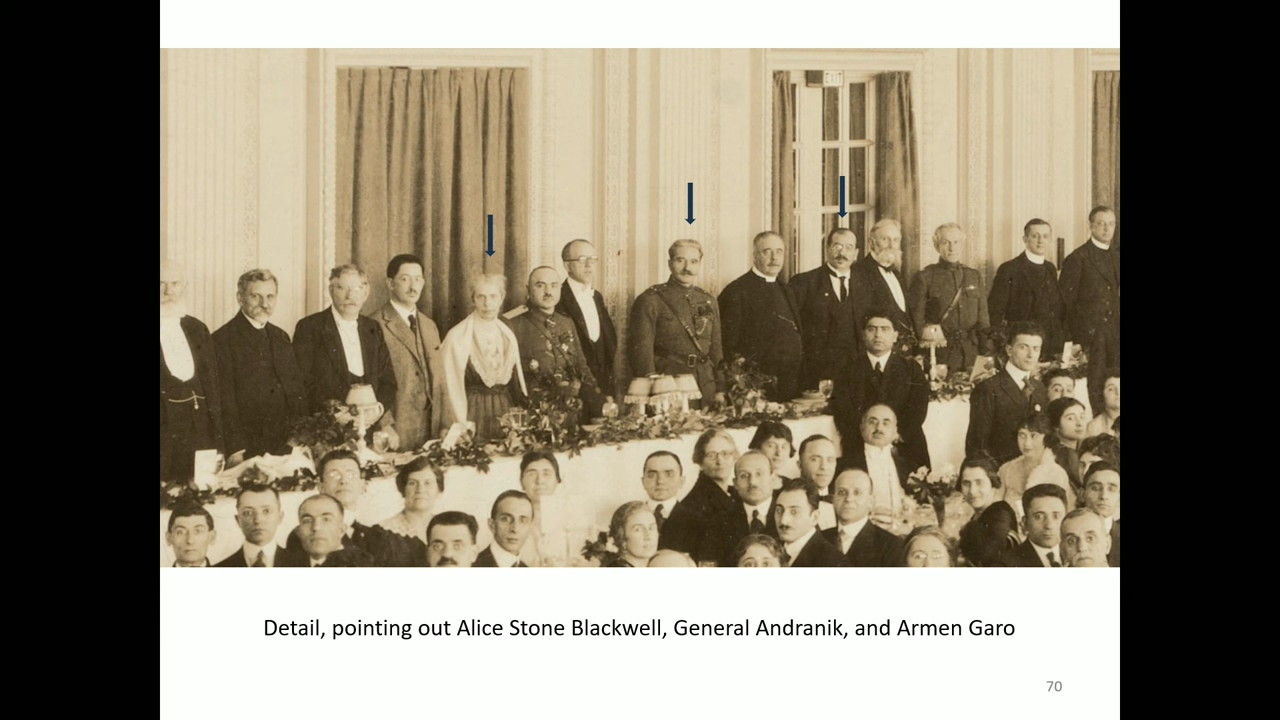 EXIT
Detail, pointing out Alice Stone Blackwell, General Andranik, and Armen Garo
70